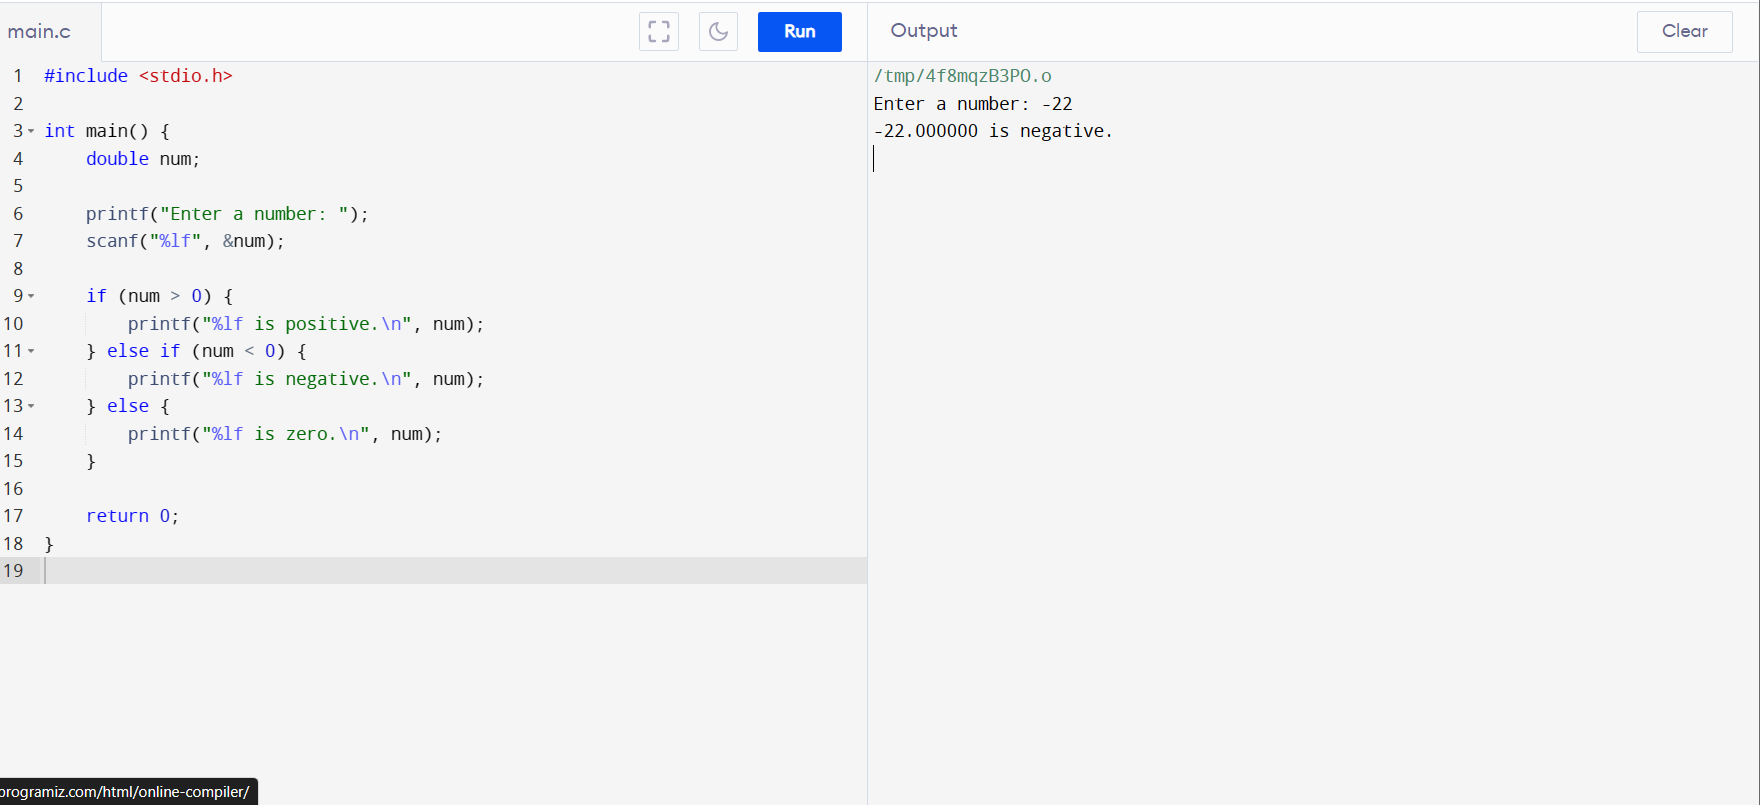 main.c
Run
Output
Clear
1 #include <stdio.h>
2
3 int main() {
4     double num;
5
6     printf("Enter a number: ");
7     scanf("%lf", &num);
8
9     if (num > 0) {
10         printf("%lf is positive.\n", num);
11     } else if (num < 0) {
12         printf("%lf is negative.\n", num);
13     } else {
14         printf("%lf is zero.\n", num);
15     }
16
17     return 0;
18 }
19
/tmp/4f8mqzB3PO.o
Enter a number: -22
-22.000000 is negative.
programiz.com/html/online-compiler/